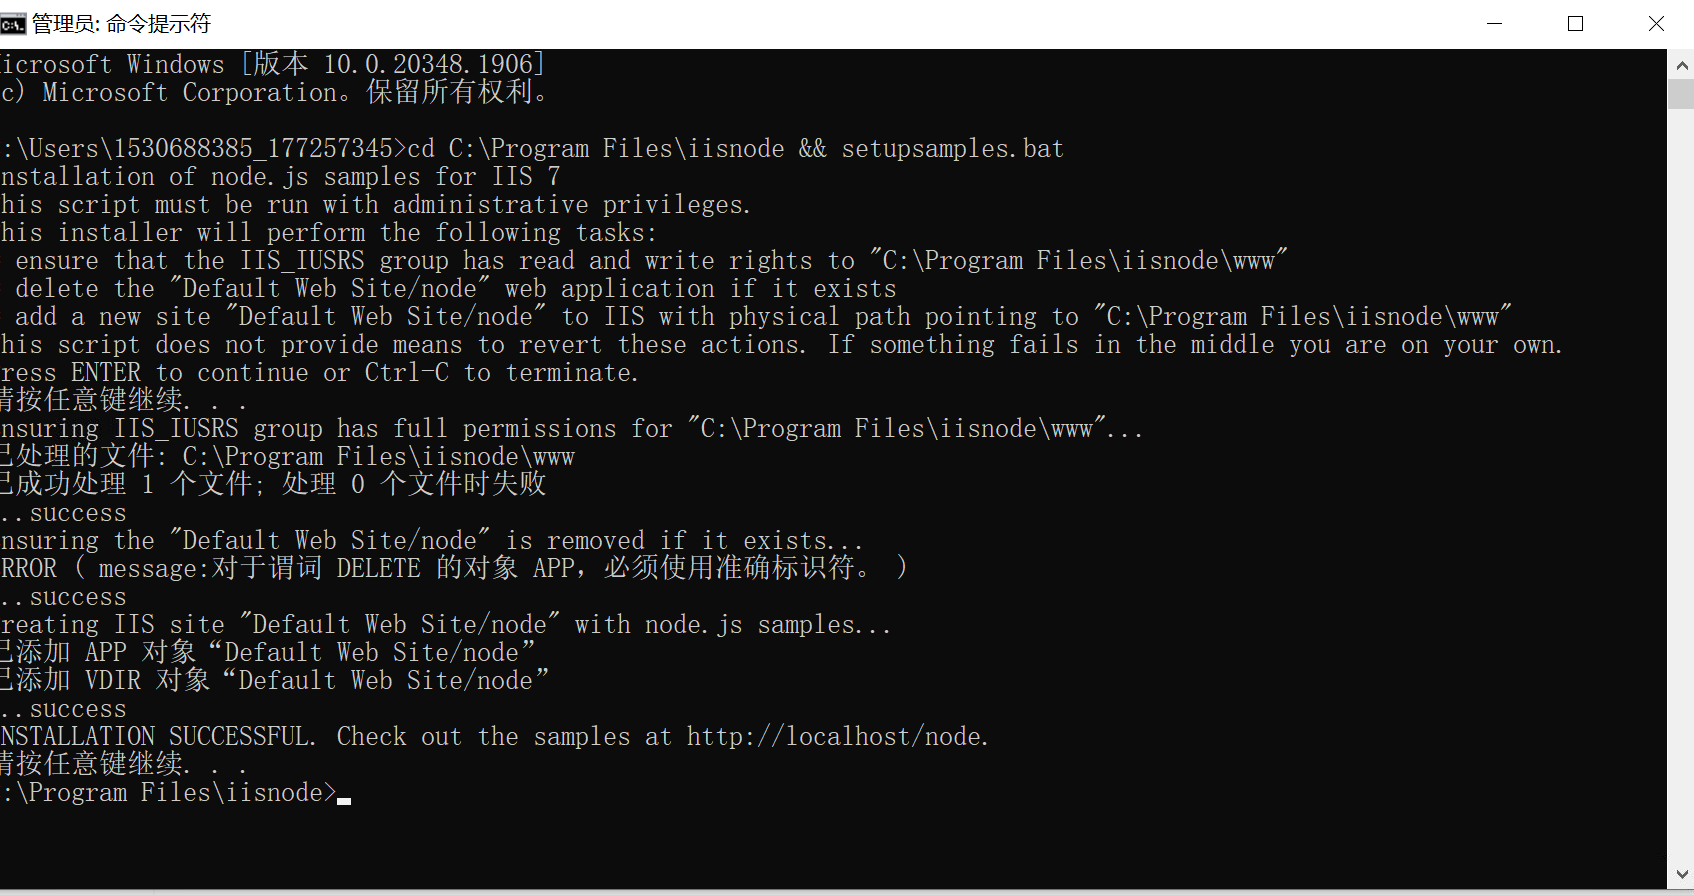 管理员: 命令提示符
icrosoft Windows [版本 10.0.20348.1906]
c) Microsoft Corporation。保留所有权利。
:\Users\1530688385_177257345>cd C:\Program Files\iisnode && setupsamples.bat
nstallation of node.js samples for IIS 7
his script must be run with administrative privileges.
his installer will perform the following tasks:
ensure that the IIS_IUSRS group has read and write rights to "C:\Program Files\iisnode\www"
delete the "Default Web Site/node" web application if it exists
add a new site "Default Web Site/node" to IIS with physical path pointing to "C:\Program Files\iisnode\www"
his script does not provide means to revert these actions. If something fails in the middle you are on your own.
ress ENTER to continue or Ctrl-C to terminate.
请按任意键继续. . .
nsuring IIS_IUSRS group has full permissions for "C:\Program Files\iisnode\www"...
已处理的文件: C:\Program Files\iisnode\www
已成功处理 1 个文件; 处理 0 个文件时失败
..success
nsuring the "Default Web Site/node" is removed if it exists...
RROR ( message:对于谓词 DELETE 的对象 APP，必须使用准确标识符。 )
..success
reating IIS site "Default Web Site/node" with node.js samples...
已添加 APP 对象“Default Web Site/node”
已添加 VDIR 对象“Default Web Site/node”
..success
NSTALLATION SUCCESSFUL. Check out the samples at http://localhost/node.
请按任意键继续. . .
:\Program Files\iisnode>